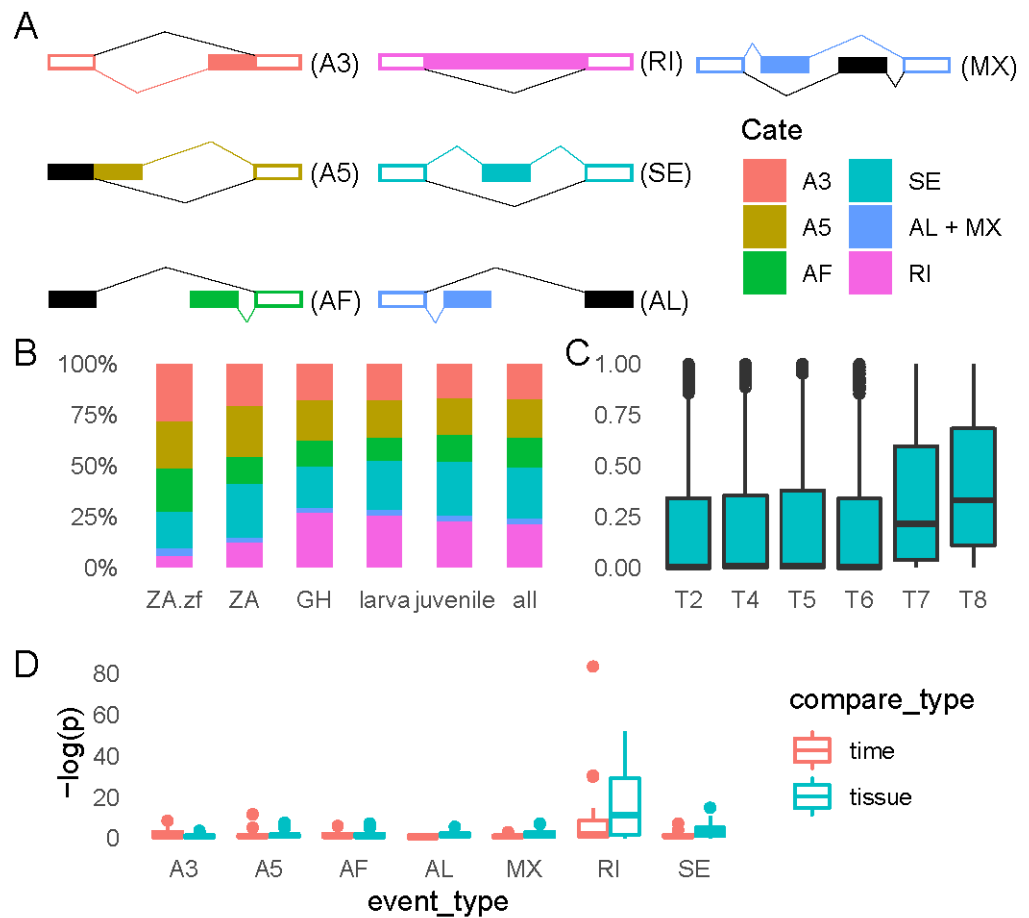 A
(A3)
(RI)
(MX)
(A5)
(SE)
(AF)
(AL)
Cate
A3
SE
A5
AL + MX
AF
RI
B
100%
75%
50%
25%
0%
ZA.zf ZA GH larva juvenile all
C
1.00
0.75
0.50
0.25
0.00
T2 T4 T5 T6 T7 T8
D
−log(p)
80
60
40
20
0
A3 A5 AF AL MX RI SE
event_type
compare_type
time
tissue